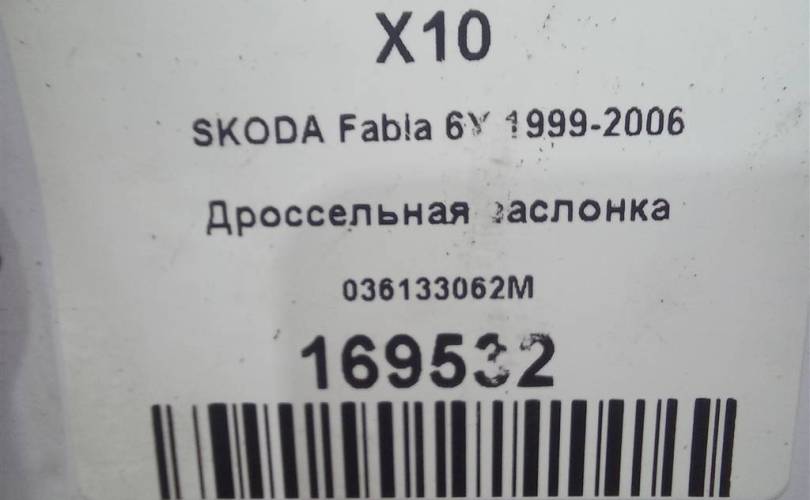 X10
SKODA Fabia 6Y 1999-2006
Дроссельная заслонка
036133062M
169532